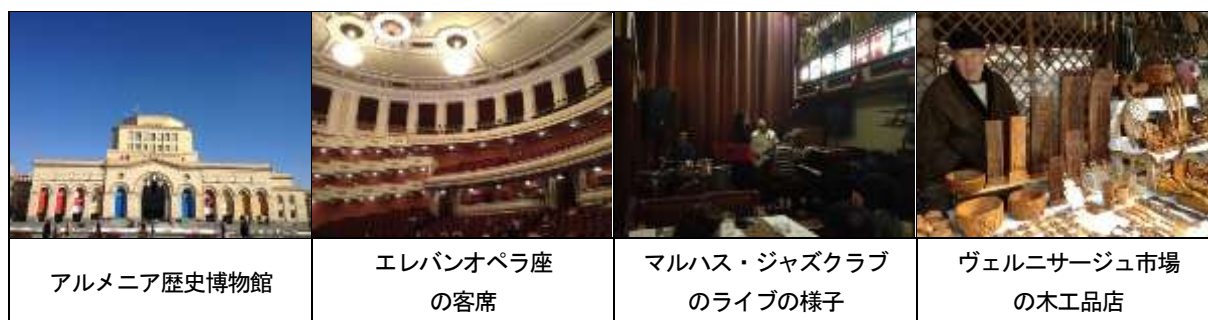 アルメニア歴史博物館
エレバンオペラ座
の客席
マルハス・ジャズクラブ
のライブの様子
ヴェルニサージュ市場
の木工品店